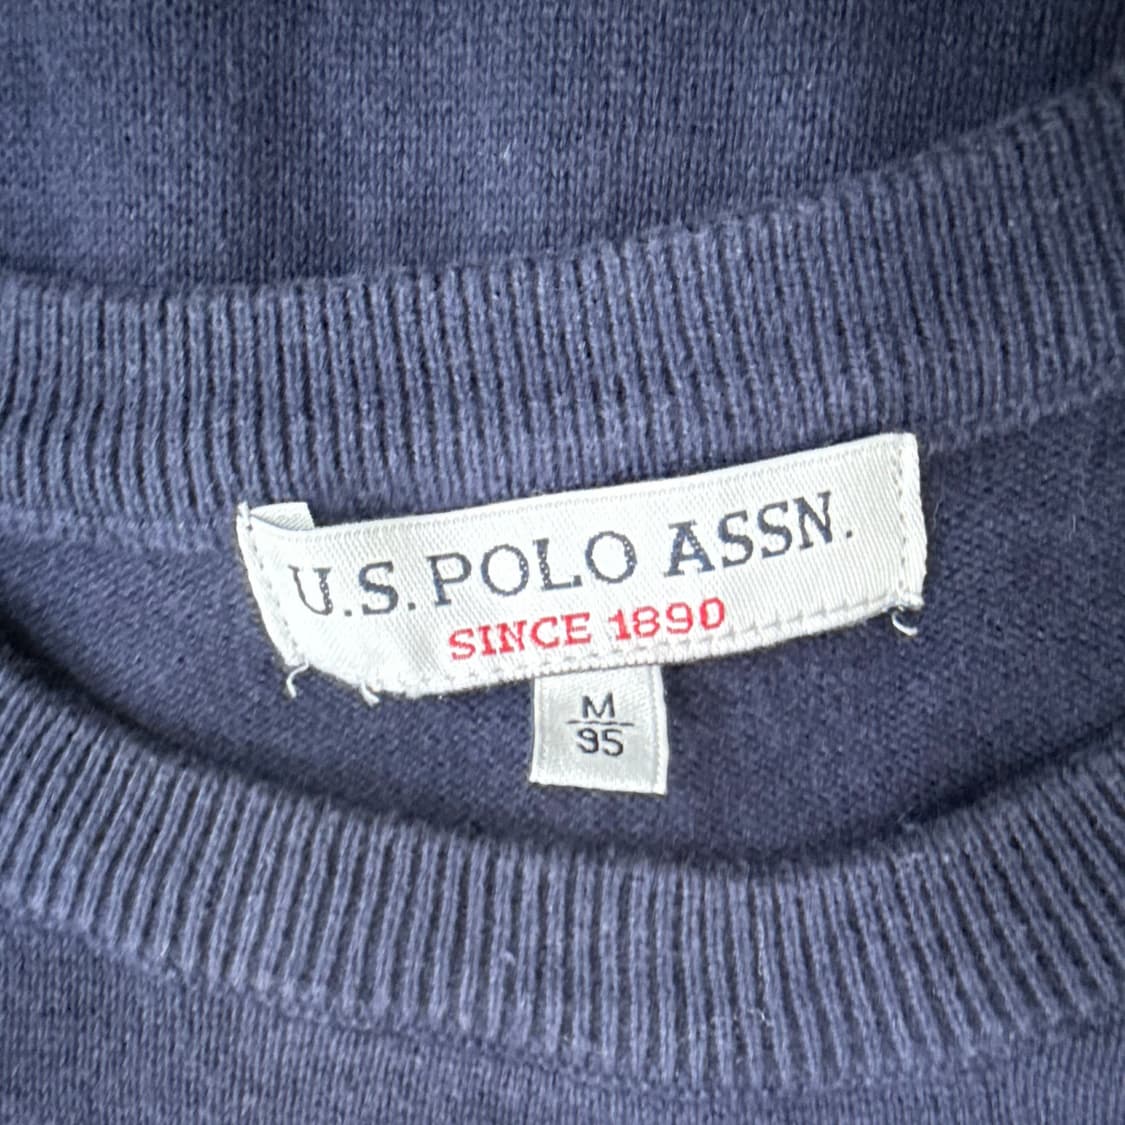 U.S. POLO ASSN.
SINCE 1890
M
95